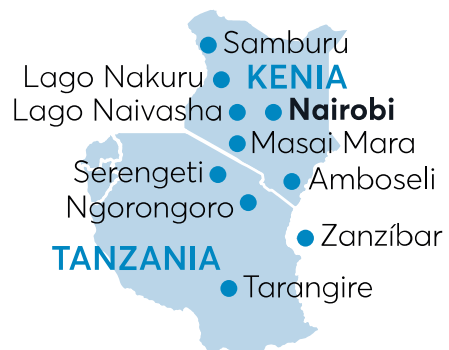 Samburu
Lago Nakuru
KENIA
Lago Naivasha
Nairobi
Masai Mara
Serengeti
Amboseli
Ngorongoro
Zanzíbar
TANZANIA
Tarangire